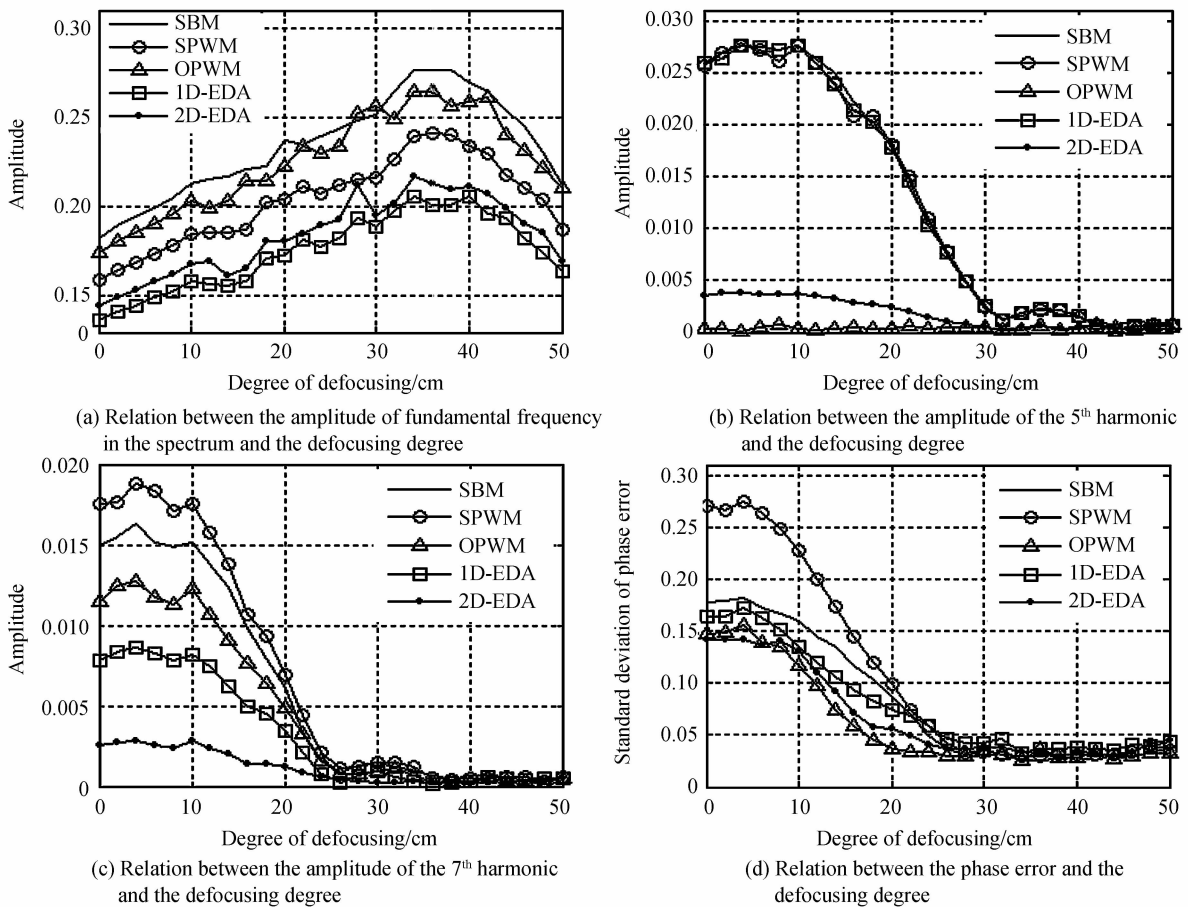 0.30
0.25
0.20
0.15
0
Amplitude
SBM
SPWM
OPWM
1D-EDA
2D-EDA
0 10 20 30 40 50
Degree of defocusing/cm
(a) Relation between the amplitude of fundamental frequency
in the spectrum and the defocusing degree
0.030
0.025
0.020
0.015
0.010
0.005
0
Amplitude
SBM
SPWM
OPWM
1D-EDA
2D-EDA
0 10 20 30 40 50
Degree of defocusing/cm
(b) Relation between the amplitude of the 5th harmonic
and the defocusing degree
0.020
0.015
0.010
0.005
0
Amplitude
SBM
SPWM
OPWM
1D-EDA
2D-EDA
0 10 20 30 40 50
Degree of defocusing/cm
(c) Relation between the amplitude of the 7th harmonic
and the defocusing degree
0.30
0.25
0.20
0.15
0.10
0.05
0
Standard deviation of phase error
SBM
SPWM
OPWM
1D-EDA
2D-EDA
0 10 20 30 40 50
Degree of defocusing/cm
(d) Relation between the phase error and the
defocusing degree